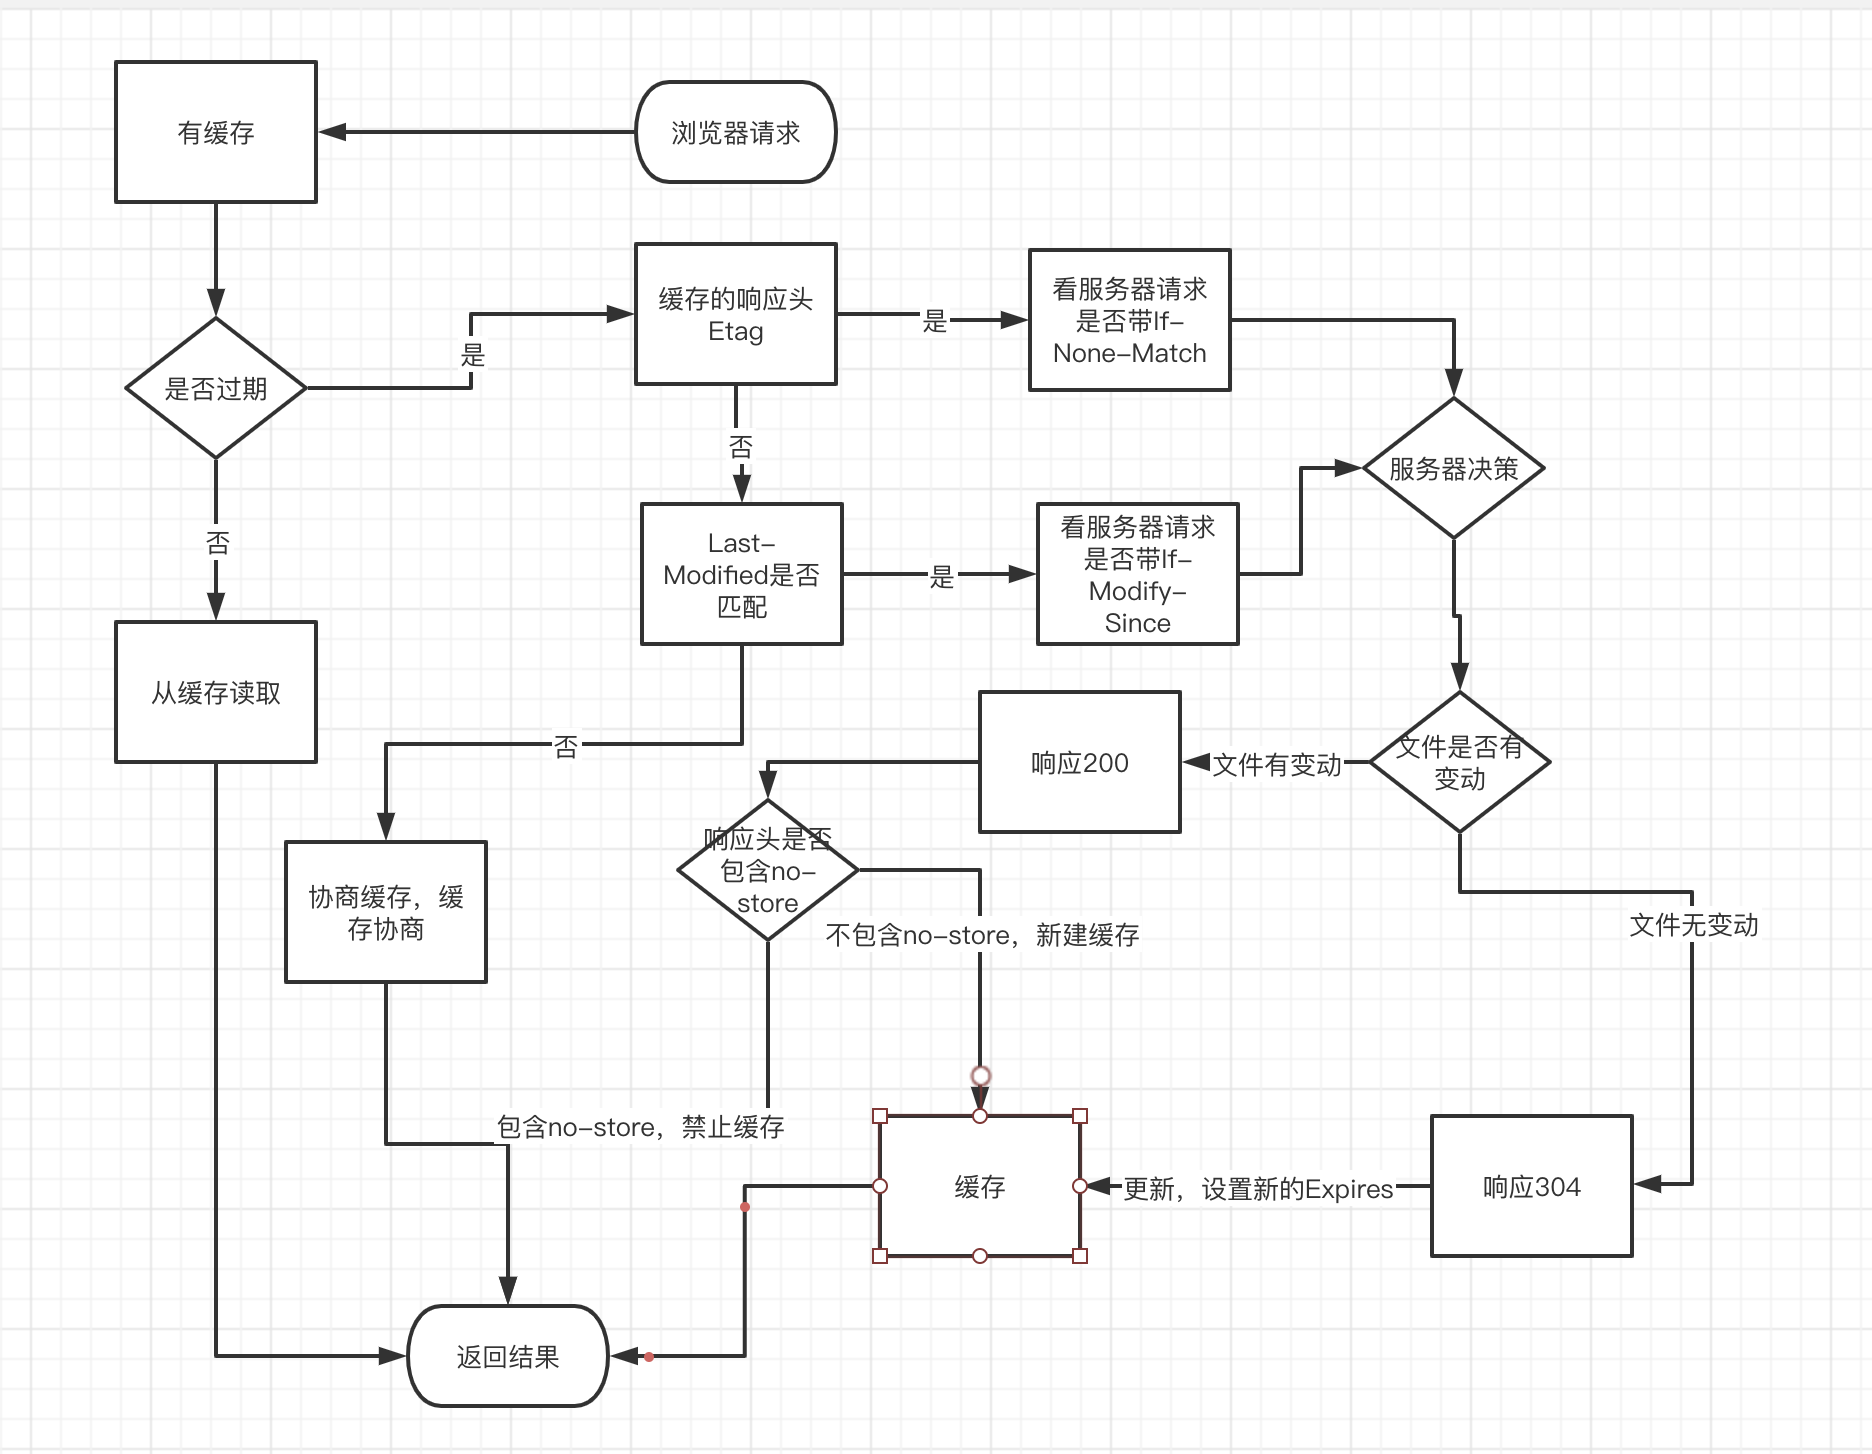 有缓存
浏览器请求
缓存的响应头
Etag
看服务器请求
是否带If-
None-Match
是
是
是否过期
否
服务器决策
否
Last-
Modified是否
匹配
看服务器请求
是否带If-
Modify-
Since
是
从缓存读取
否
响应200
文件有变动
文件是否有
变动
响应头是否
包含no-
store
协商缓存，缓
存协商
不包含no-store，新建缓存
文件无变动
包含no-store，禁止缓存
缓存
更新，设置新的Expires
响应304
返回结果